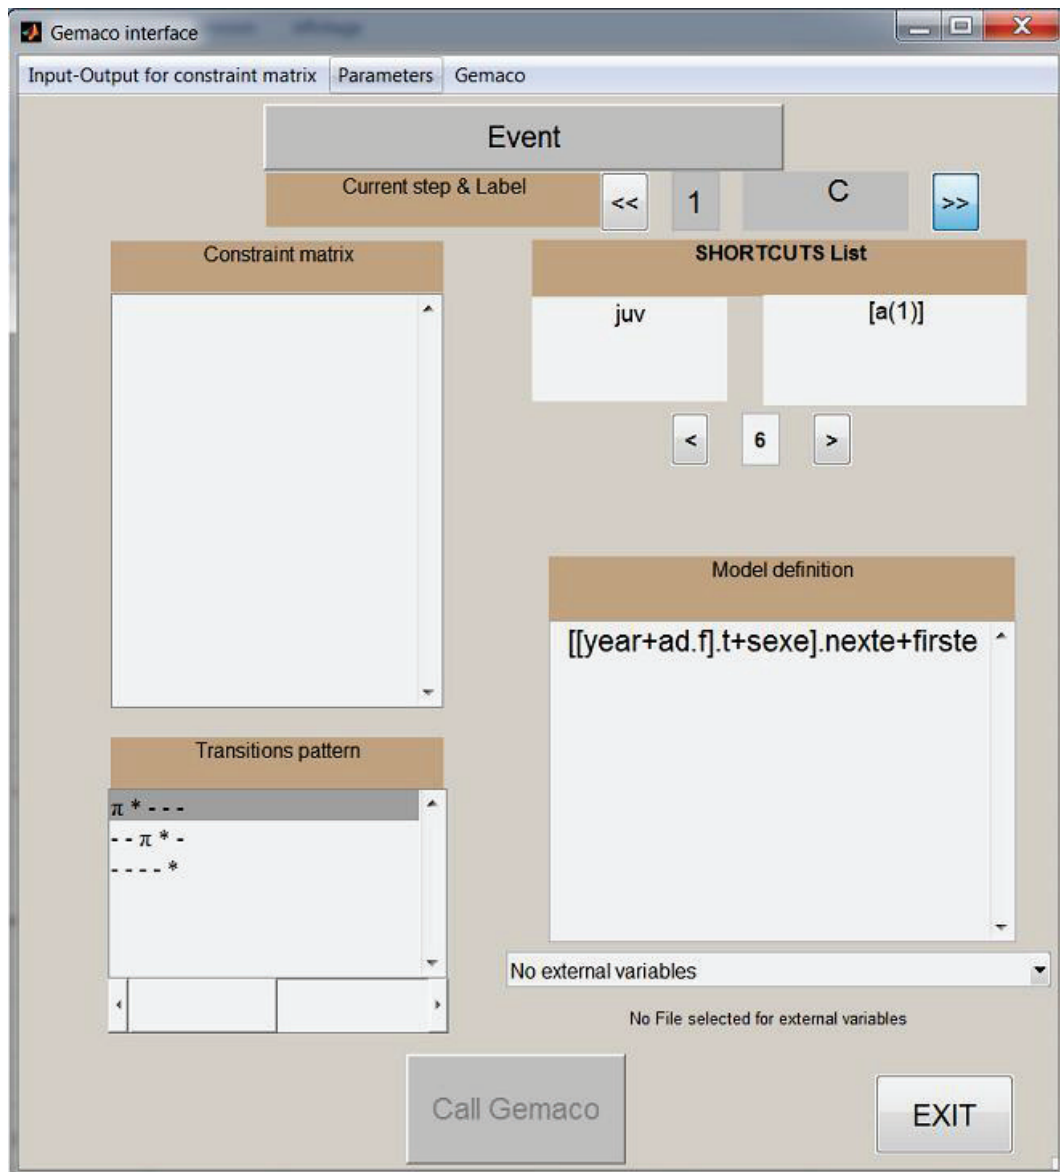 Gemaco interface
Input-Output for constraint matrix Parameters Gemaco
Event
Current step & Label << 1 C >>
Constraint matrix
SHORTCUTS List
juv [a(1)]
< 6 >
Model definition
[[year+ad.f].t+sexe].nexte+firste
Transitions pattern
π * - - -
- - π * -
- - - - *
No external variables
No File selected for external variables
Call Gemaco
EXIT